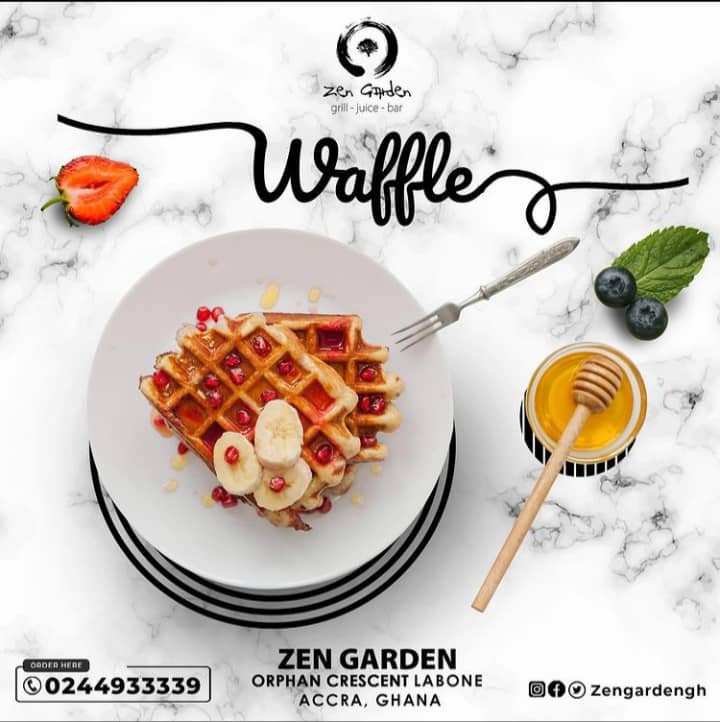 Zen Garden
grill - juice - bar
Waffle
ZEN GARDEN
ORPHAN CRESCENT LABONE
ACCRA, GHANA
ORDER HERE
0244933339
Zengardengh